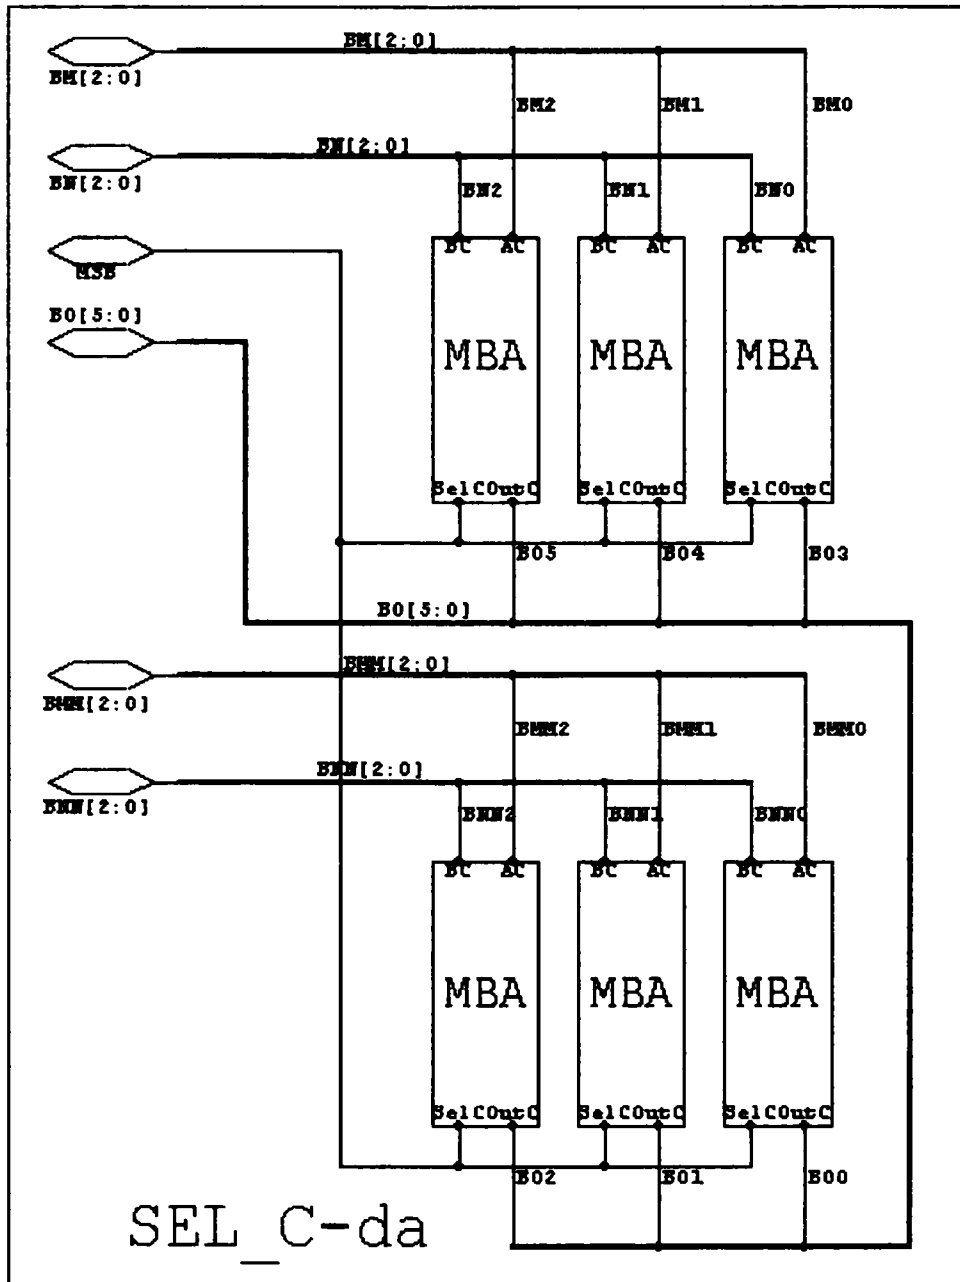 BM[2:0]
BM[2:0]
BM2
BM1
BM0
BN[2:0]
BN[2:0]
BN2
BN1
BN0
MSB
BC AC
BC AC
BC AC
BO[5:0]
MBA
MBA
MBA
SelCOutC
SelCOutC
SelCOutC
BO5
BO4
BO3
BO[5:0]
BMM[2:0]
BMM[2:0]
BMM2
BMM1
BMM0
BNN[2:0]
BNN[2:0]
BNN2
BNN1
BNN0
BC AC
BC AC
BC AC
MBA
MBA
MBA
SelCOutC
SelCOutC
SelCOutC
BO2
BO1
BO0
SEL_C-da